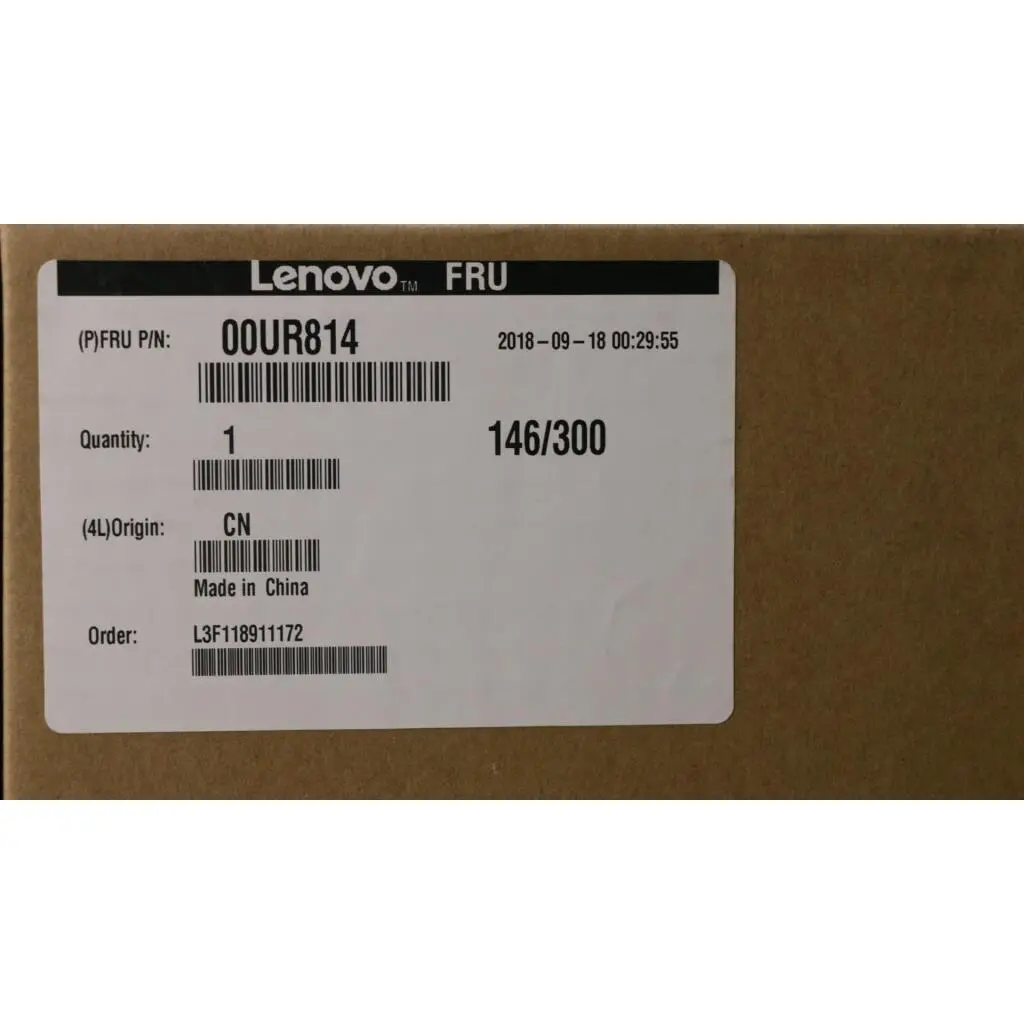 Lenovo™ FRU
(P)FRU P/N: 00UR814 2018-09-18 00:29:55
Quantity: 1 146/300
(4L)Origin: CN
Made in China
Order: L3F118911172